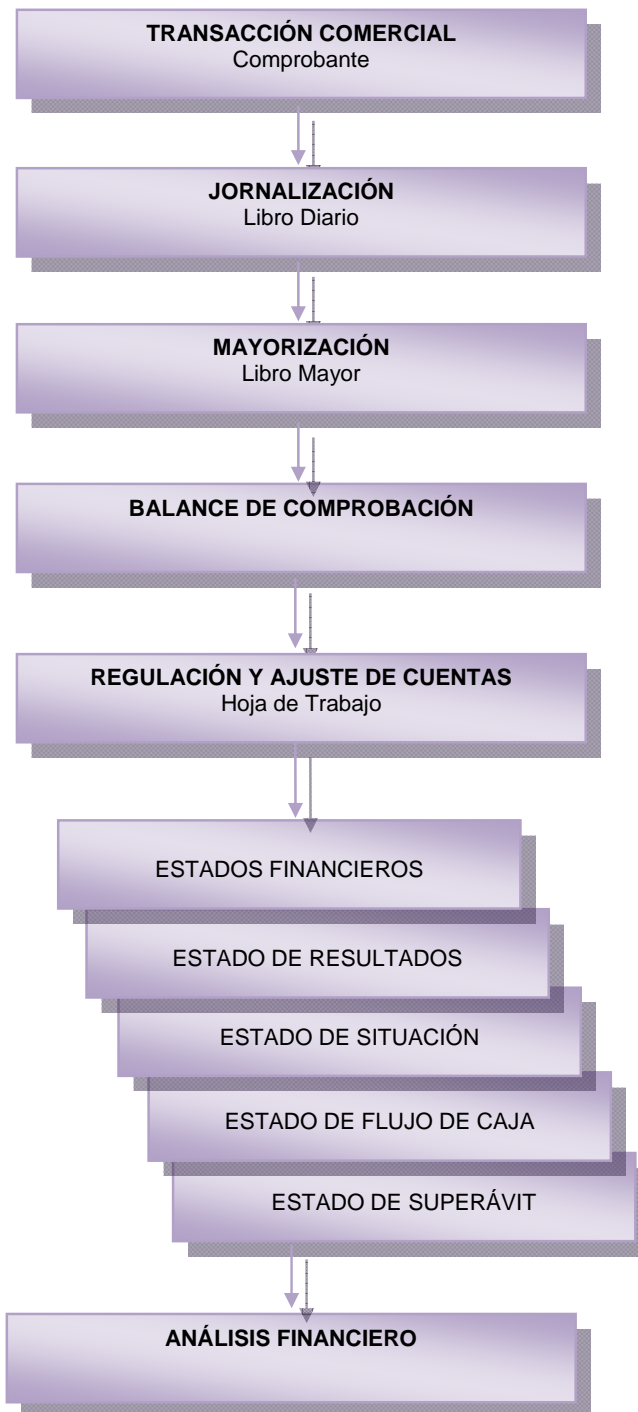 TRANSACCIÓN COMERCIAL
Comprobante
JORNALIZACIÓN
Libro Diario
MAYORIZACIÓN
Libro Mayor
BALANCE DE COMPROBACIÓN
REGULACIÓN Y AJUSTE DE CUENTAS
Hoja de Trabajo
ESTADOS FINANCIEROS
ESTADO DE RESULTADOS
ESTADO DE SITUACIÓN
ESTADO DE FLUJO DE CAJA
ESTADO DE SUPERÁVIT
ANÁLISIS FINANCIERO